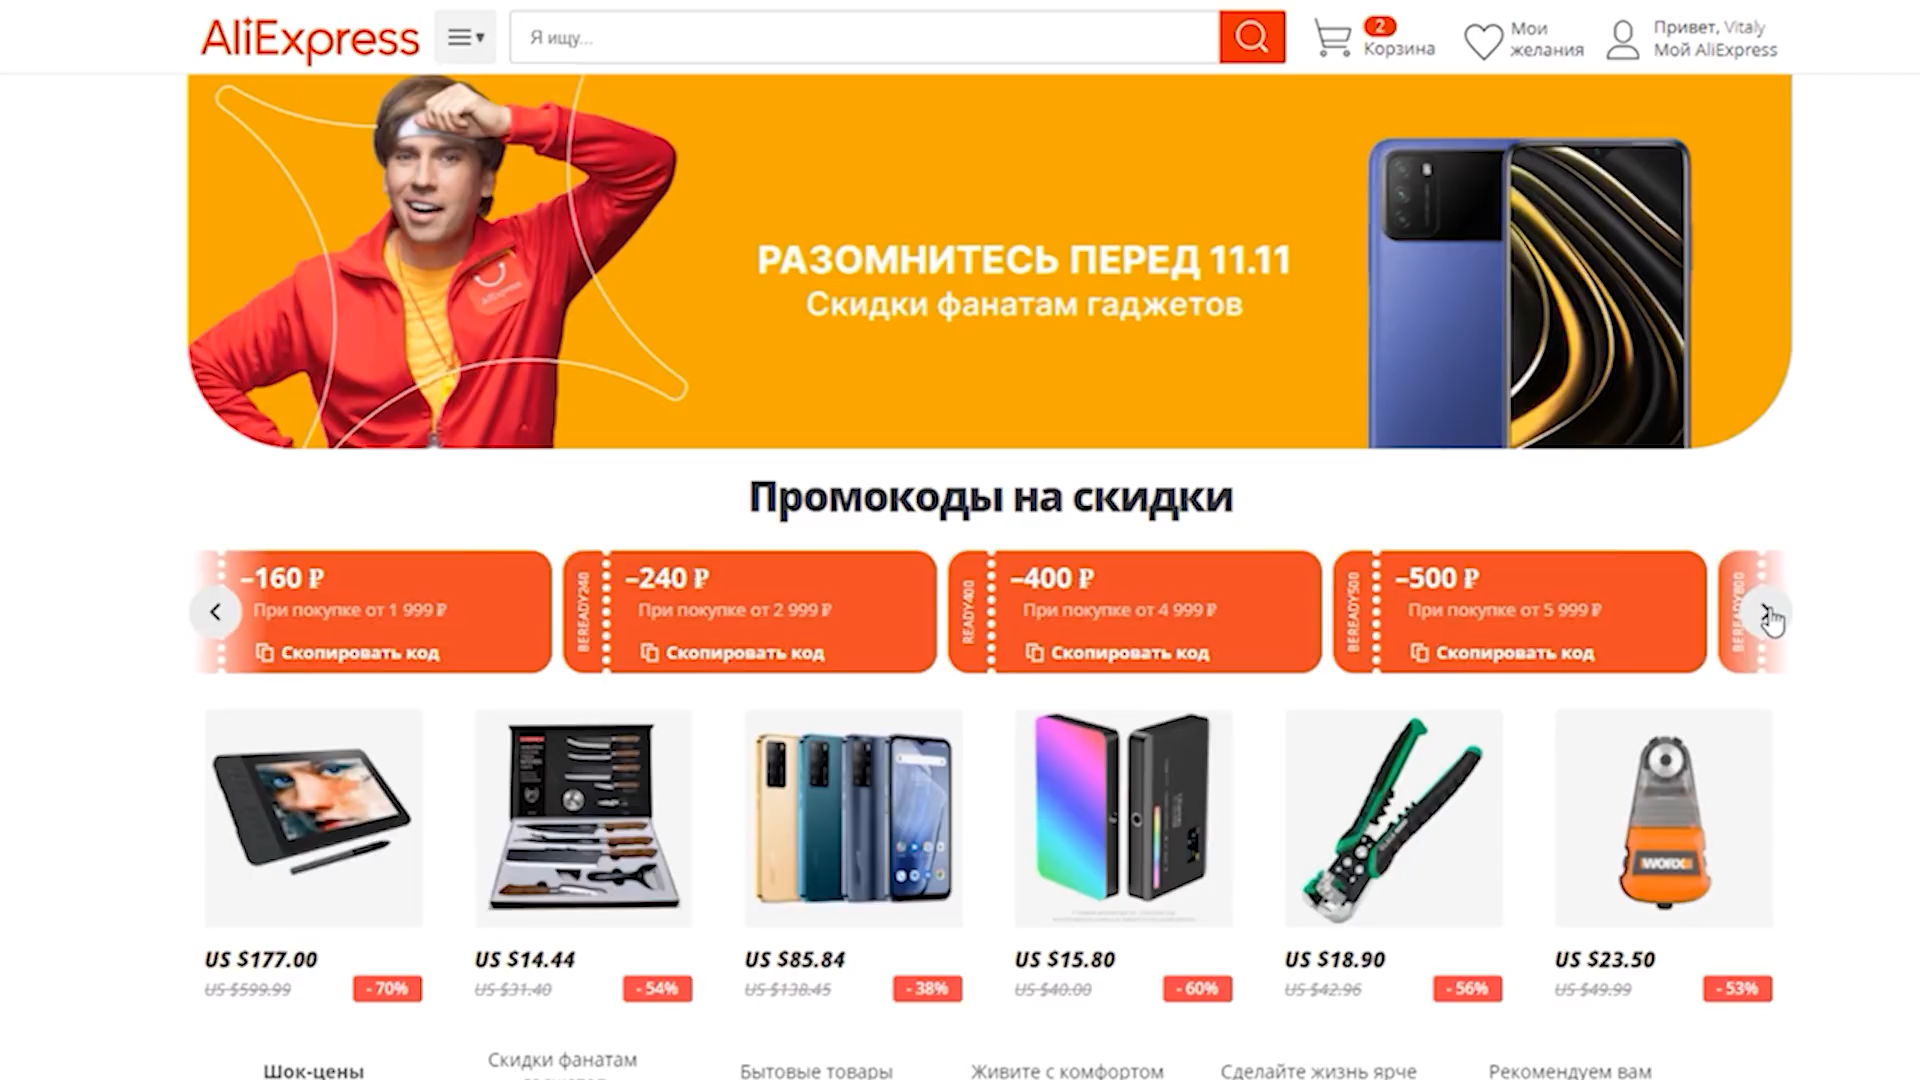 AliExpress
Я ищу...
2
Корзина
Мои
желания
Привет, Vitaly
Мой AliExpress
AliExpress
РАЗОМНИТЕСЬ ПЕРЕД 11.11
Скидки фанатам гаджетов
Промокоды на скидки
–160 ₽
При покупке от 1 999 ₽
Скопировать код
BEREADY240
–240 ₽
При покупке от 2 999 ₽
Скопировать код
READY400
–400 ₽
При покупке от 4 999 ₽
Скопировать код
BEREADY500
–500 ₽
При покупке от 5 999 ₽
Скопировать код
BEREADY800
WORX
US $177.00
US $599.99
- 70%
US $14.44
US $31.40
- 54%
US $85.84
US $138.45
- 38%
US $15.80
US $40.00
- 60%
US $18.90
US $42.96
- 56%
US $23.50
US $49.99
- 53%
Шок-цены
Скидки фанатам
Бытовые товары
Живите с комфортом
Сделайте жизнь ярче
Рекомендуем вам